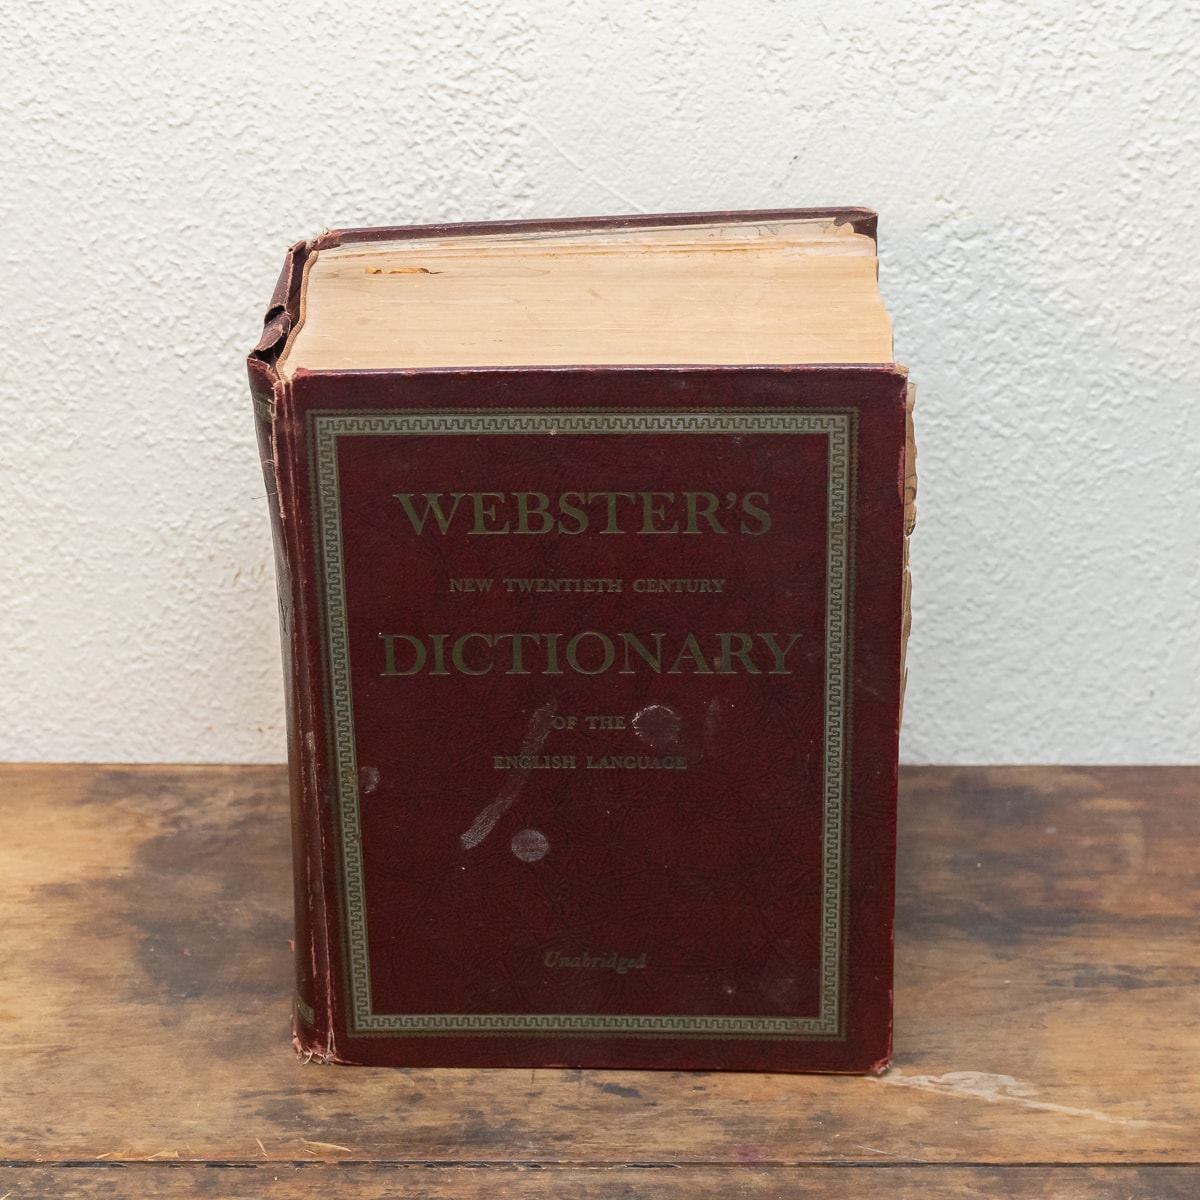 WEBSTER'S
NEW TWENTIETH CENTURY
DICTIONARY
OF THE
ENGLISH LANGUAGE
Unabridged